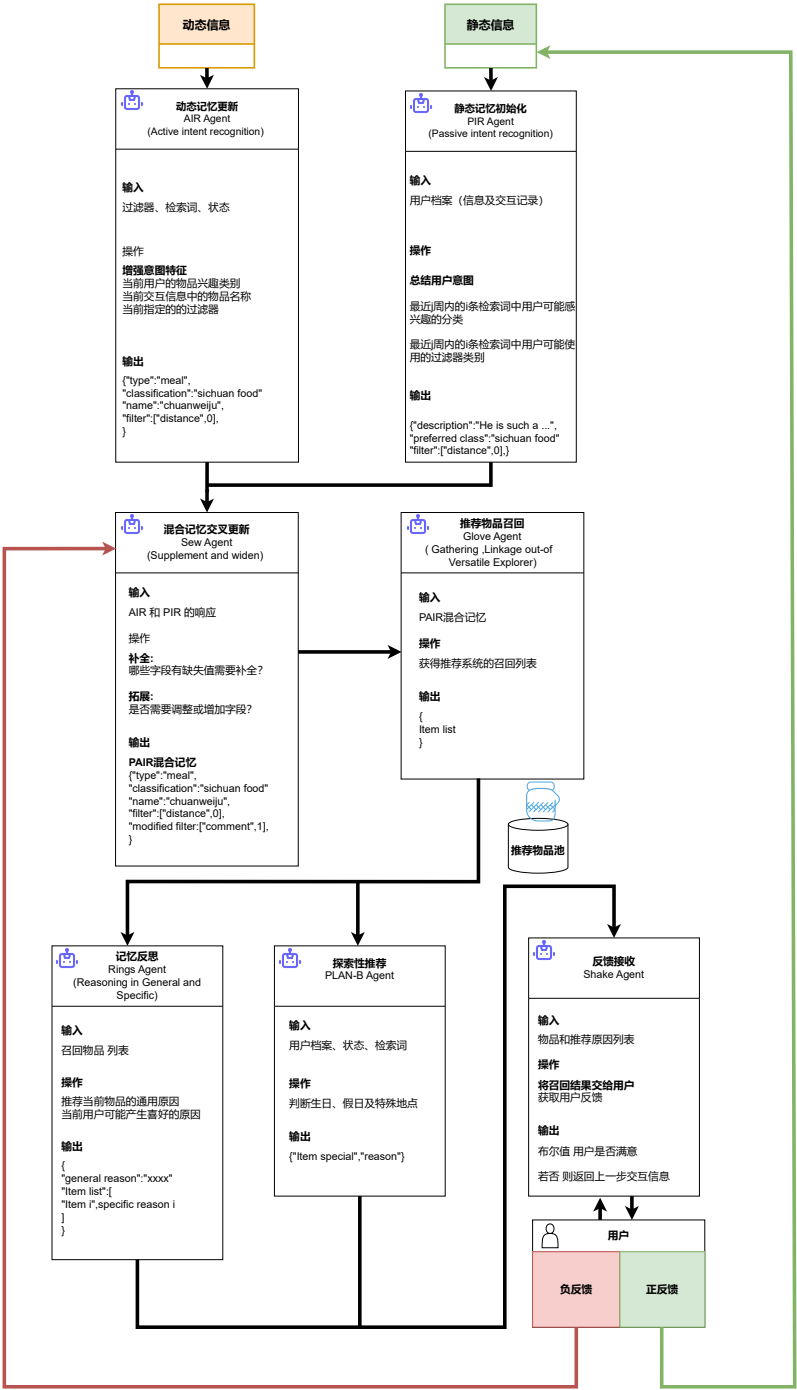 动态信息
静态信息
动态记忆更新
AIR Agent
(Active intent recognition)
输入
过滤器、检索词、状态
操作
增强意图特征
当前用户的物品兴趣类别
当前交互信息中的物品名称
当前指定的的过滤器
输出
{"type":"meal",
"classification":"sichuan food"
"name":"chuanweiju",
"filter":["distance",0],
}
静态记忆初始化
PIR Agent
(Passive intent recognition)
输入
用户档案（信息及交互记录）
操作
总结用户意图
最近j周内的i条检索词中用户可能感
兴趣的分类
最近j周内的i条检索词中用户可能使
用的过滤器类别
输出
{"description":"He is such a ...",
"preferred class":"sichuan food"
"filter":["distance",0],}
混合记忆交叉更新
Sew Agent
(Supplement and widen)
输入
AIR 和 PIR 的响应
操作
补全:
哪些字段有缺失值需要补全？
拓展:
是否需要调整或增加字段？
输出
PAIR混合记忆
{"type":"meal",
"classification":"sichuan food"
"name":"chuanweiju",
"filter":["distance",0],
"modified filter:["comment",1],
}
推荐物品召回
Glove Agent
( Gathering ,Linkage out-of
Versatile Explorer)
输入
PAIR混合记忆
操作
获得推荐系统的召回列表
输出
{
Item list
}
推荐物品池
记忆反思
Rings Agent
(Reasoning in General and
Specific)
输入
召回物品 列表
操作
推荐当前物品的通用原因
当前用户可能产生喜好的原因
输出
{
"general reason":"xxxx"
"Item list":[
"Item i",specific reason i
]
}
探索性推荐
PLAN-B Agent
输入
用户档案、状态、检索词
操作
判断生日、假日及特殊地点
输出
{"Item special","reason"}
反馈接收
Shake Agent
输入
物品和推荐原因列表
操作
将召回结果交给用户
获取用户反馈
输出
布尔值 用户是否满意
若否 则返回上一步交互信息
用户
负反馈
正反馈